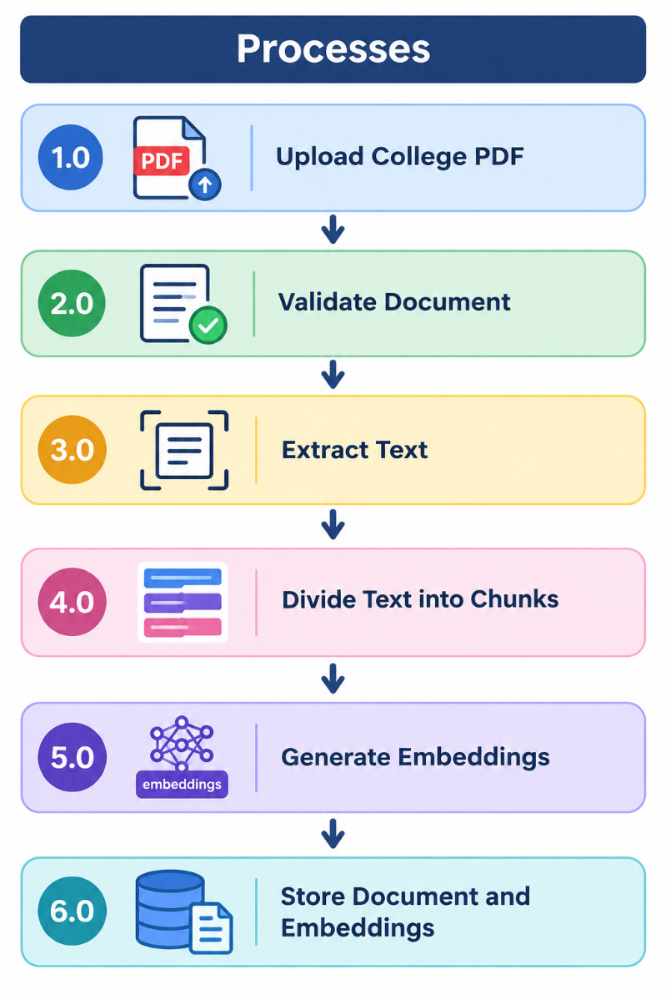 Processes
1.0
PDF
Upload College PDF
2.0
Validate Document
3.0
Extract Text
4.0
Divide Text into Chunks
5.0
embeddings
Generate Embeddings
6.0
Store Document and
Embeddings